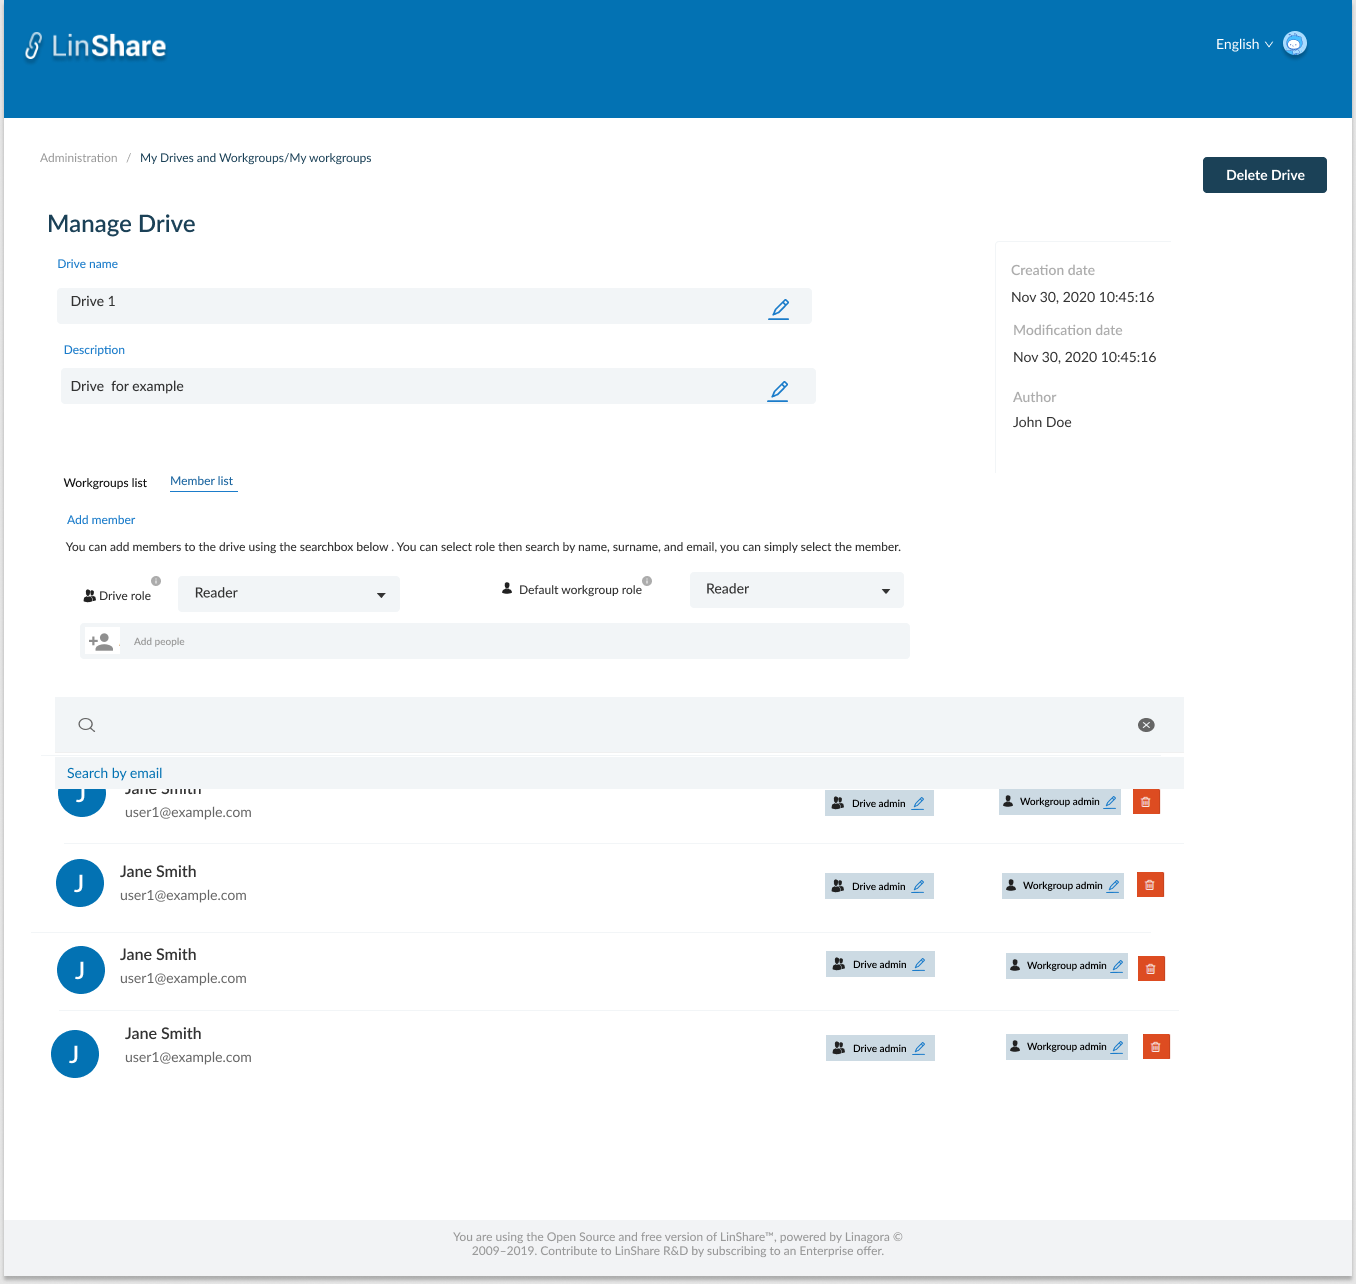 LinShare
English
Administration / My Drives and Workgroups/My workgroups
Delete Drive
Manage Drive
Drive name
Drive 1
Description
Drive  for example
Creation date
Nov 30, 2020 10:45:16
Modification date
Nov 30, 2020 10:45:16
Author
John Doe
Workgroups list
Member list
Add member
You can add members to the drive using the searchbox below . You can select role then search by name, surname, and email, you can simply select the member.
Drive role
Reader
Default workgroup role
Reader
Add people
Search by email
J
Jane Smith
user1@example.com
Drive admin
Workgroup admin
J
Jane Smith
user1@example.com
Drive admin
Workgroup admin
J
Jane Smith
user1@example.com
Drive admin
Workgroup admin
J
Jane Smith
user1@example.com
Drive admin
Workgroup admin
You are using the Open Source and free version of LinShare™, powered by Linagora ©
2009–2019. Contribute to LinShare R&D by subscribing to an Enterprise offer.